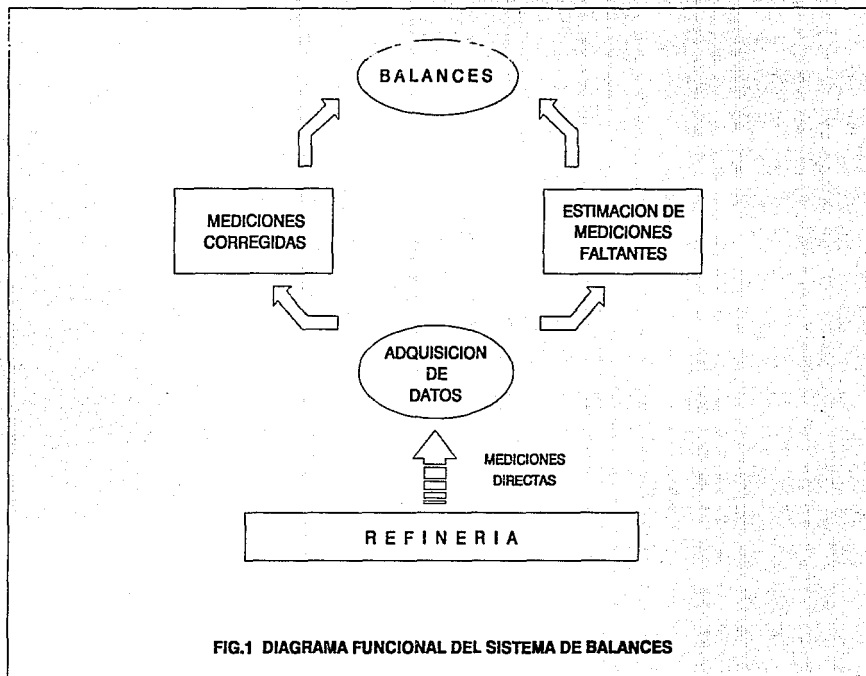 BALANCES
MEDICIONES
CORREGIDAS
ESTIMACION DE
MEDICIONES
FALTANTES
ADQUISICION
DE
DATOS
MEDICIONES
DIRECTAS
REFINERIA
FIG.1 DIAGRAMA FUNCIONAL DEL SISTEMA DE BALANCES